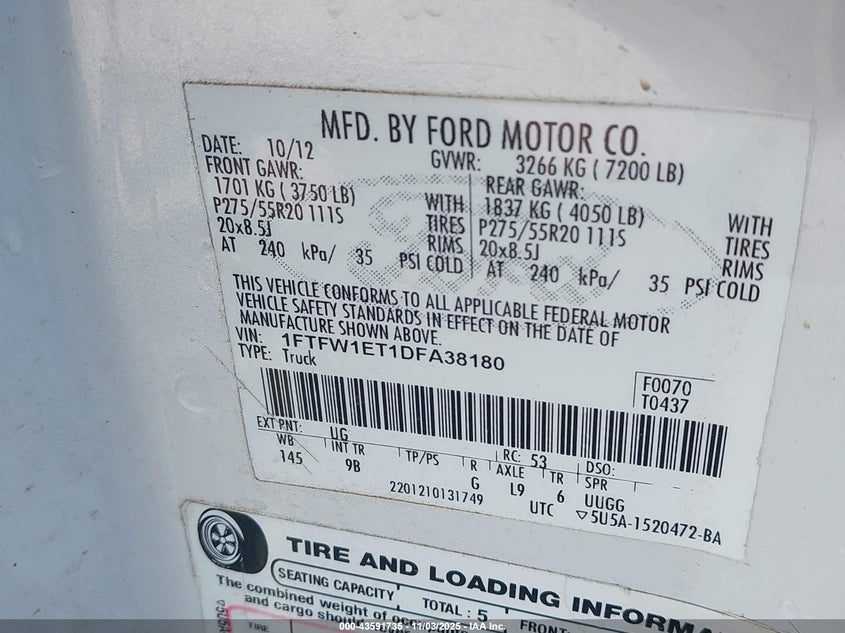 MFD. BY FORD MOTOR CO.
DATE: 10/12 GVWR: 3266 KG ( 7200 LB)
FRONT GAWR: REAR GAWR:
1701 KG ( 3750 LB) WITH 1837 KG ( 4050 LB) WITH
P275/55R20 111S TIRES P275/55R20 111S TIRES
20x8.5J RIMS 20x8.5J RIMS
AT 240 kPa/ 35 PSI COLD AT 240 kPa/ 35 PSI COLD
THIS VEHICLE CONFORMS TO ALL APPLICABLE FEDERAL MOTOR
VEHICLE SAFETY STANDARDS IN EFFECT ON THE DATE OF
MANUFACTURE SHOWN ABOVE.
VIN: 1FTFW1ET1DFA38180
TYPE: Truck
F0070
T0437
EXT PNT: UG RC: 53 DSO:
WB INT TR TP/PS R AXLE TR SPR
145 9B G L9 6 UUGG
2201210131749 UTC ▽5U5A-1520472-BA
TIRE AND LOADING INFORMA
SEATING CAPACITY TOTAL : 5
The combined weight of
and cargo FRONT
TIRE
000-43591735 - 11/03/2025 - IAA Inc.